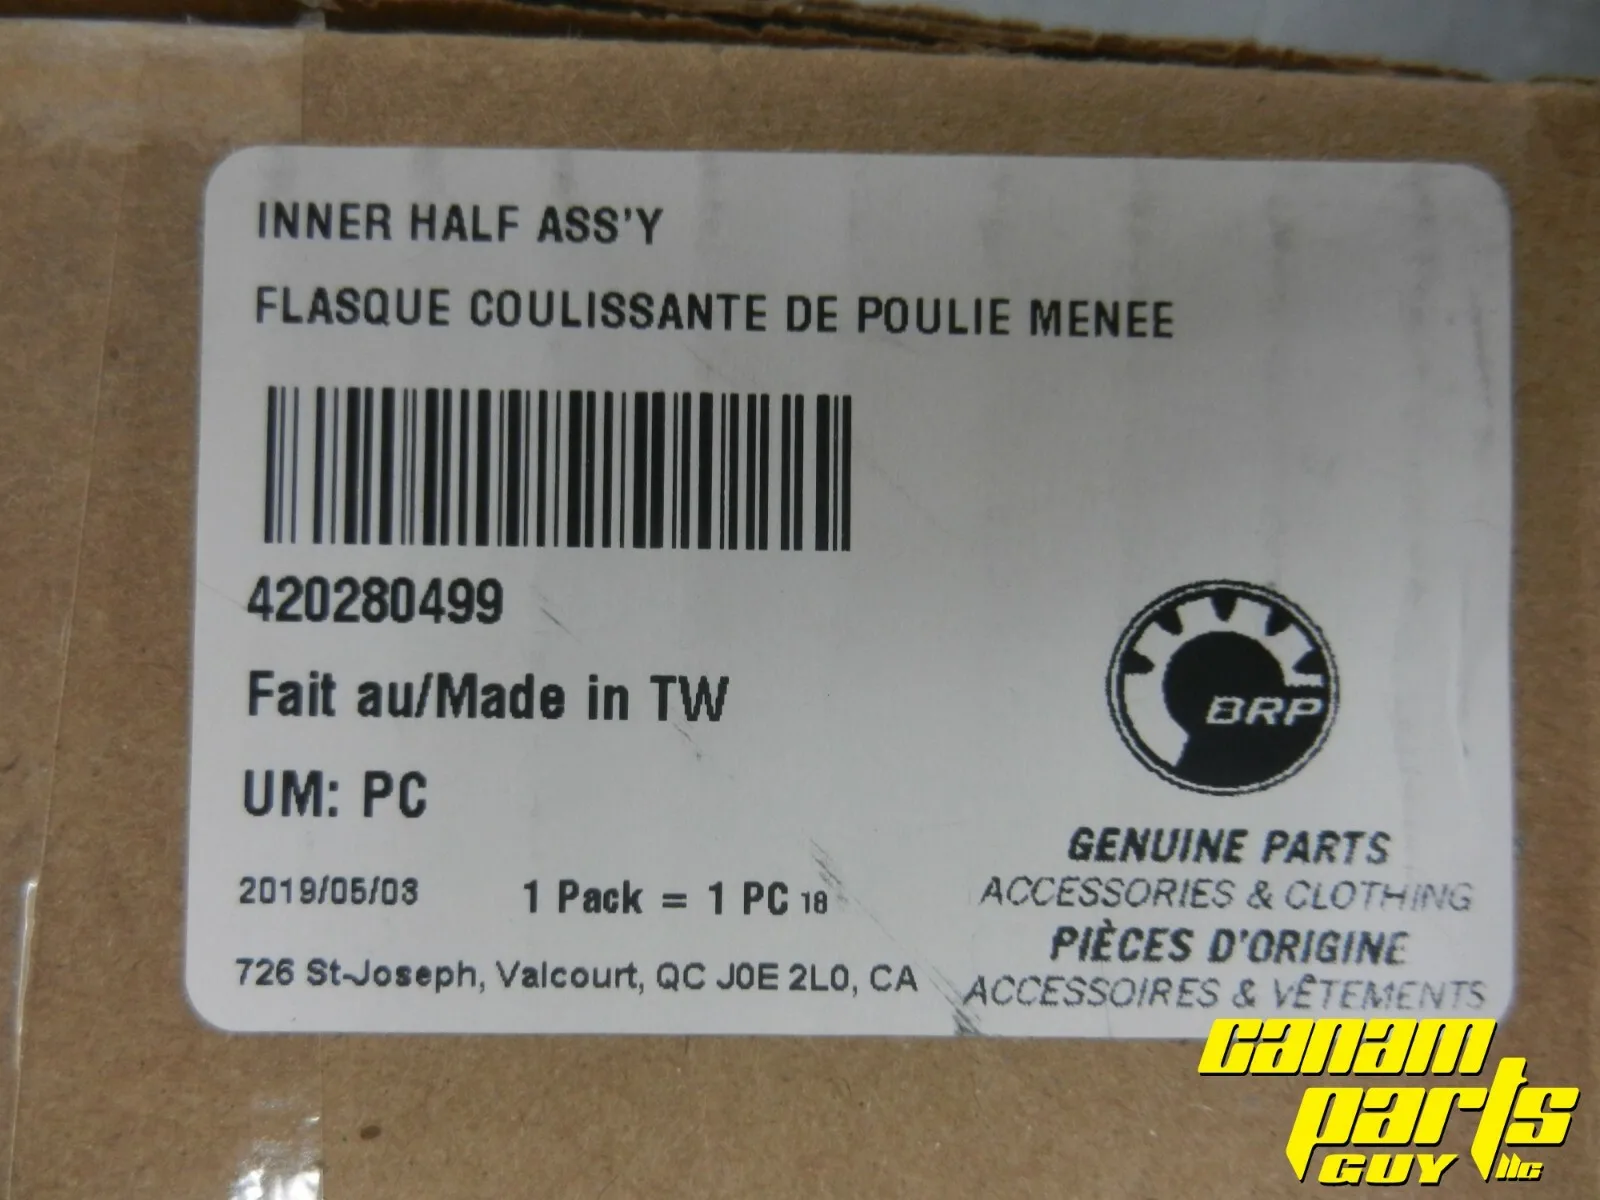 INNER HALF ASS'Y
FLASQUE COULISSANTE DE POULIE MENEE
420280499
Fait au/Made in TW
UM: PC
2019/05/03 1 Pack = 1 PC 18
726 St-Joseph, Valcourt, QC J0E 2L0, CA
BRP
GENUINE PARTS
ACCESSORIES & CLOTHING
PIÈCES D'ORIGINE
ACCESSOIRES & VÊTEMENTS
canam
parts
GUY llc